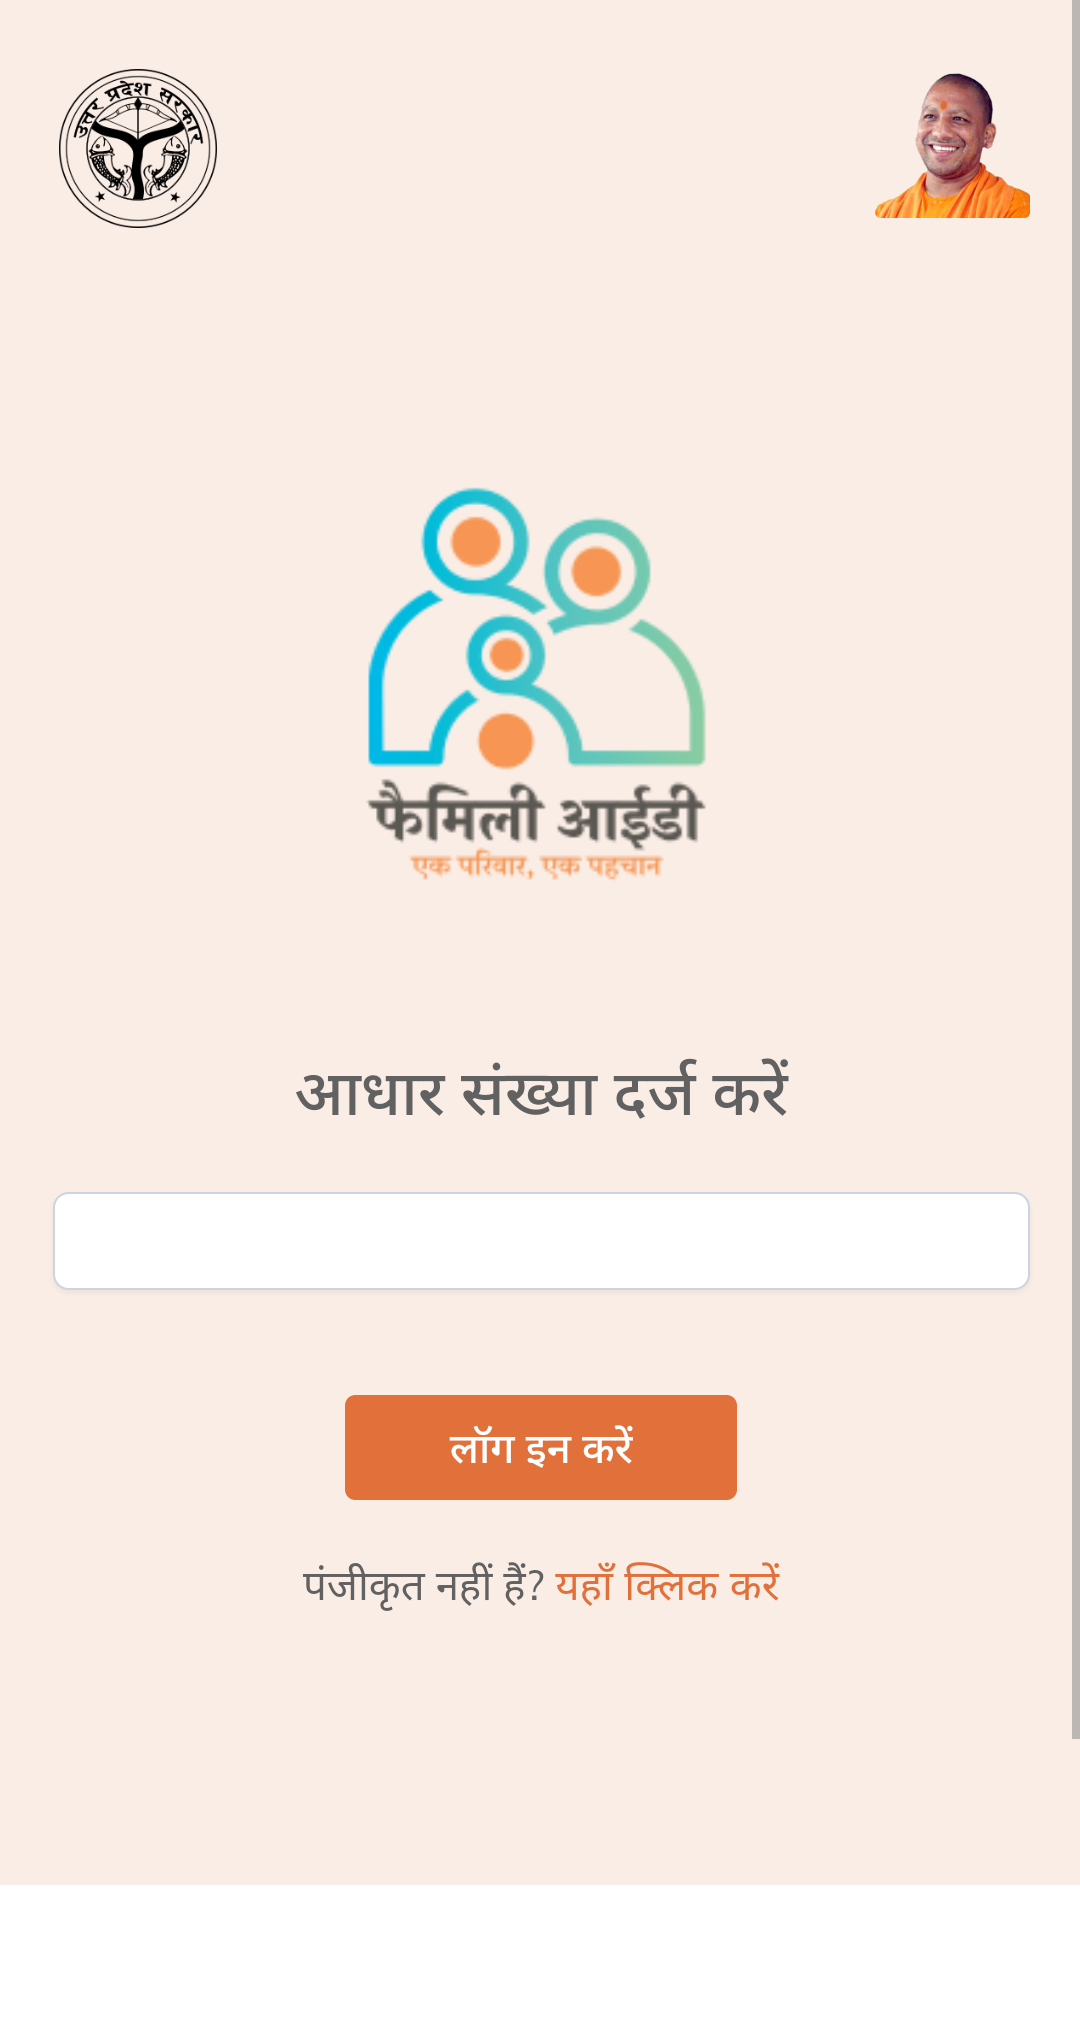 उत्तर प्रदेश सरकार
फैमिली आईडी
एक परिवार, एक पहचान
आधार संख्या दर्ज करें
लॉग इन करें
पंजीकृत नहीं हैं? यहाँ क्लिक करें